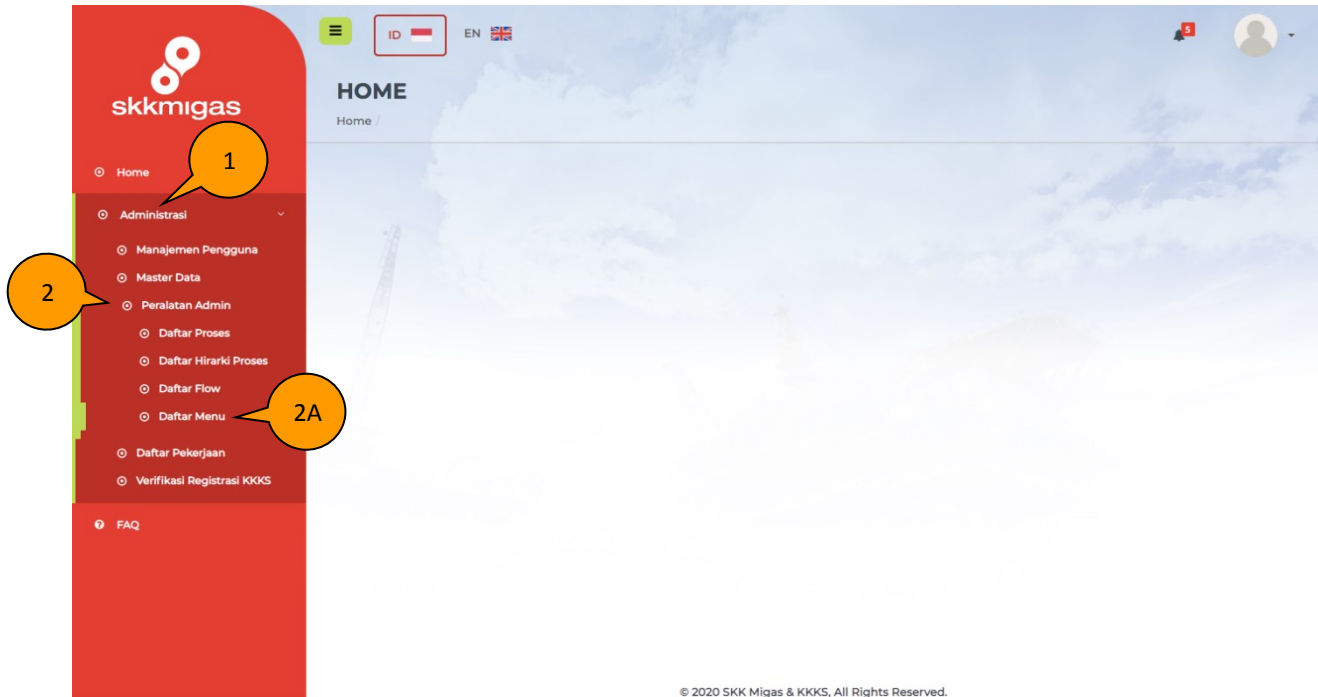 skkmigas
ID
EN
5
HOME
Home /
1
Home
Administrasi
Manajemen Pengguna
Master Data
2
Peralatan Admin
Daftar Proses
Daftar Hirarki Proses
Daftar Flow
Daftar Menu
2A
Daftar Pekerjaan
Verifikasi Registrasi KKKS
FAQ
© 2020 SKK Migas & KKKS, All Rights Reserved.